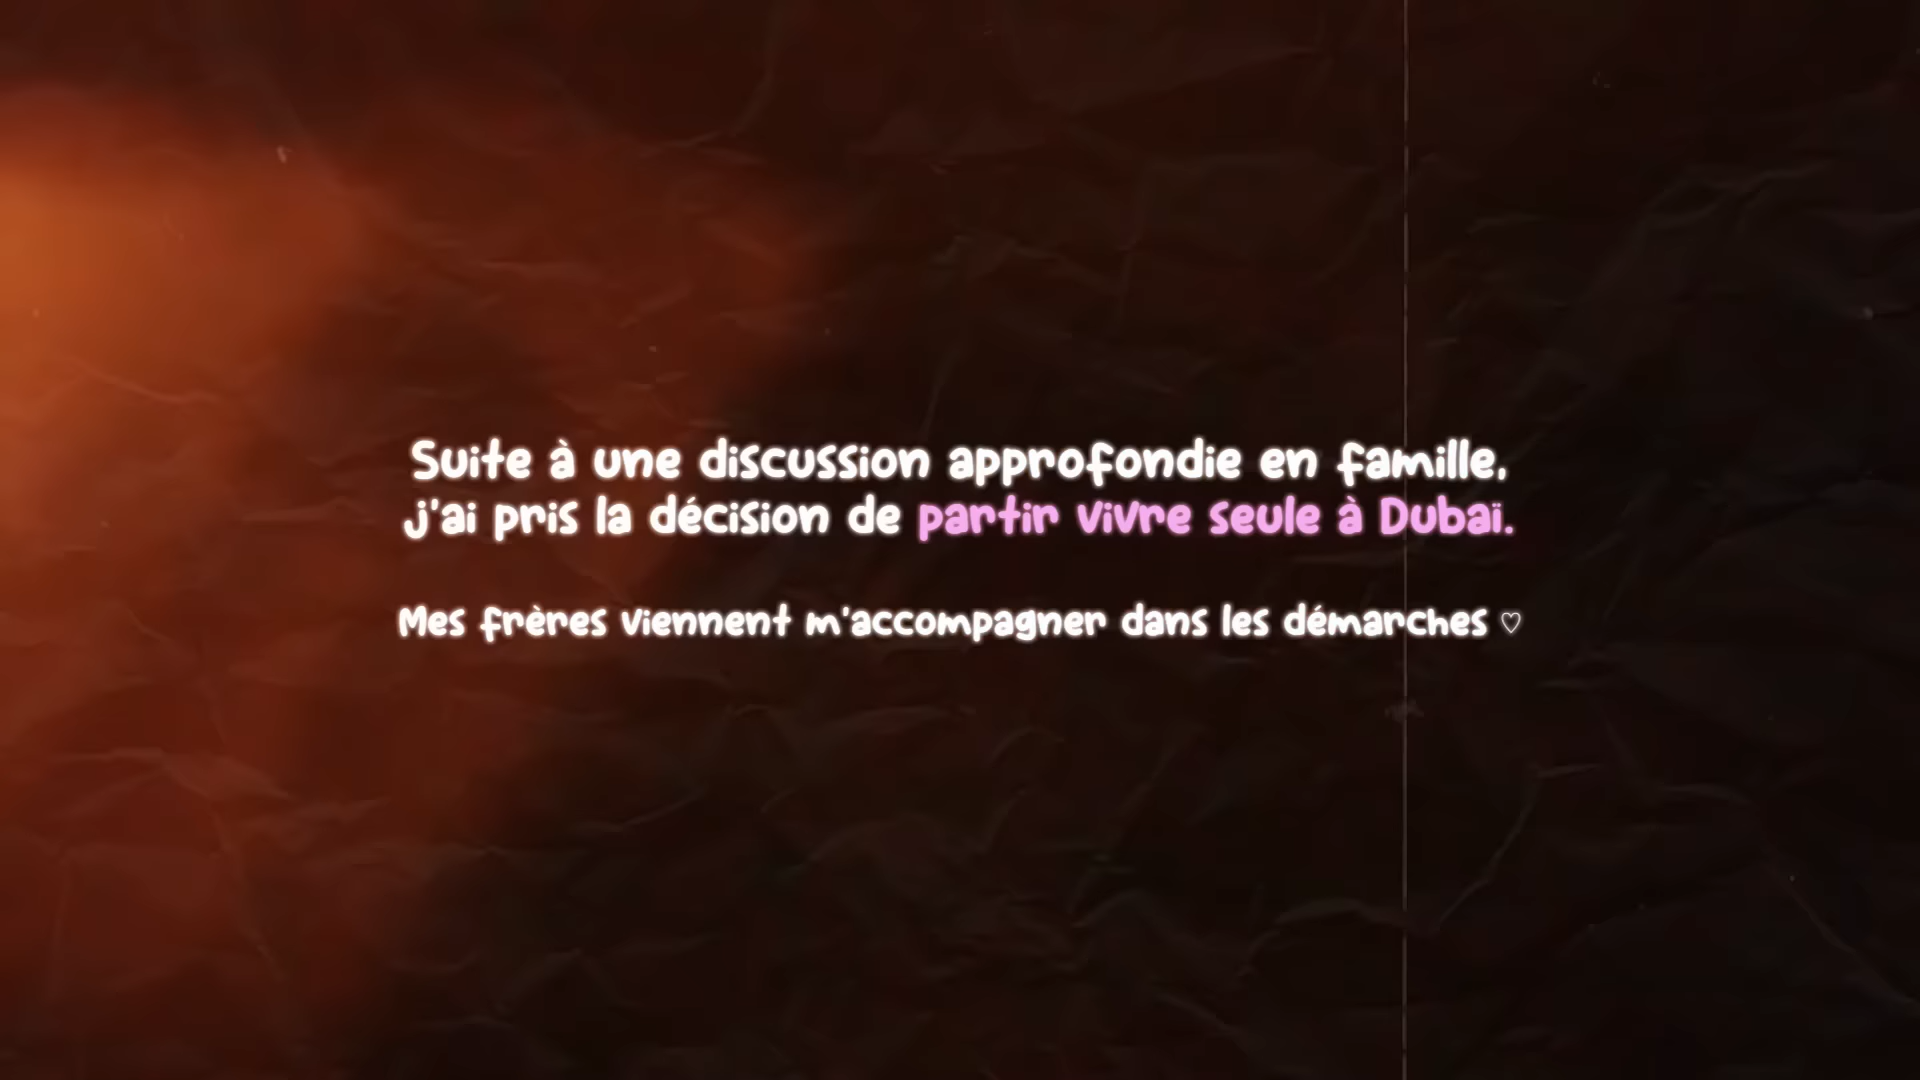 Suite à une discussion approfondie en famille,
j'ai pris la décision de partir vivre seule à Dubaï.
Mes frères viennent m'accompagner dans les démarches ♡